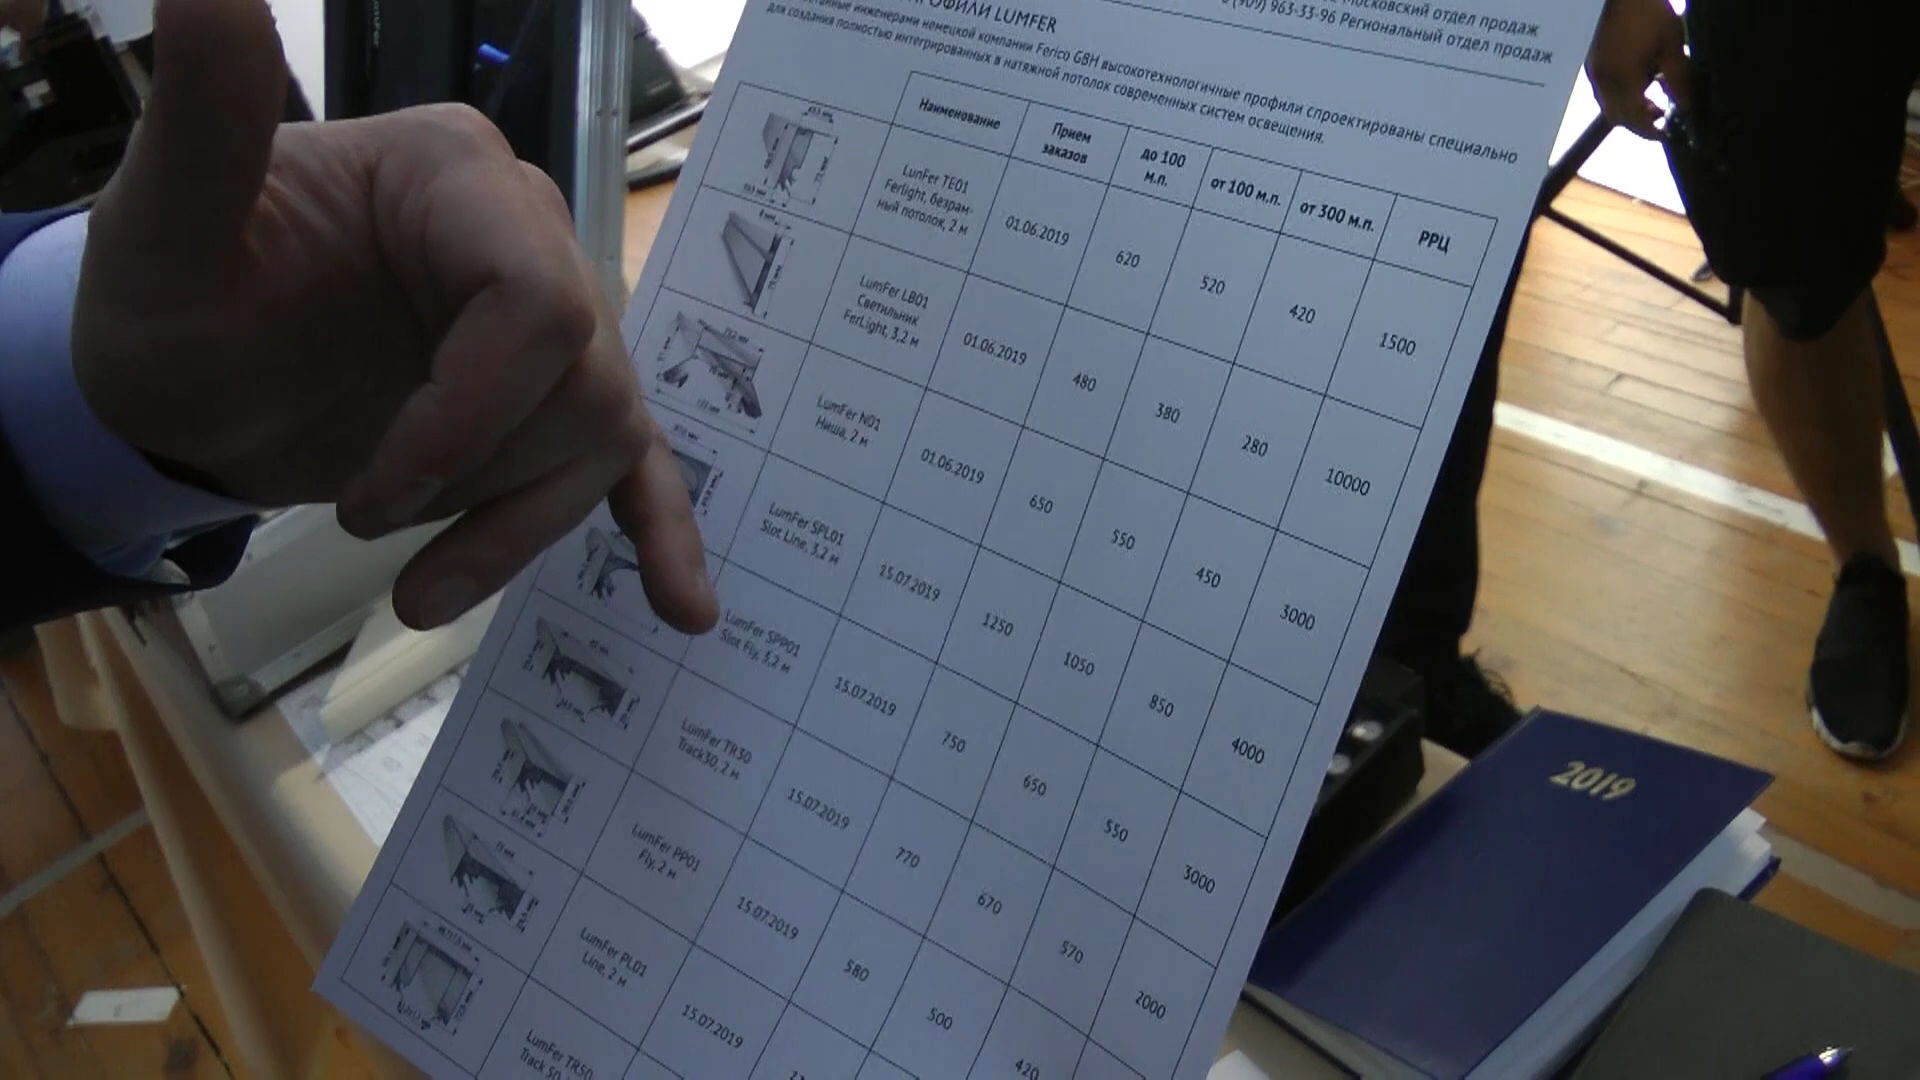 Московский отдел продаж
(909) 963-33-96 Региональный отдел продаж
LUMFER
инженерами немецкой компании Ferico GBH высокотехнологичные профили спроектированы специально
для создания полностью интегрированных в натяжной потолок современных систем освещения.
Наименование
Прием
заказов
до 100
м.п.
от 100 м.п.
от 300 м.п.
РРЦ
LumFer TE01
Ferlight, безрам-
ный потолок, 2 м
01.06.2019
620
520
420
1500
LumFer LB01
Светильник
FerLight, 3,2 м
01.06.2019
480
380
280
10000
LumFer N01
Ниша, 2 м
01.06.2019
650
550
450
3000
LumFer SPL01
Slot Line, 3,2 м
15.07.2019
1250
1050
850
4000
LumFer SPP01
Slot Fly, 3,2 м
15.07.2019
750
650
550
3000
LumFer TR30
Track30, 2 м
15.07.2019
770
670
570
2000
LumFer PP01
Fly, 2 м
15.07.2019
580
500
420
LumFer PL01
Line, 2 м
15.07.2019
LumFer TR50
Track 50,
2019